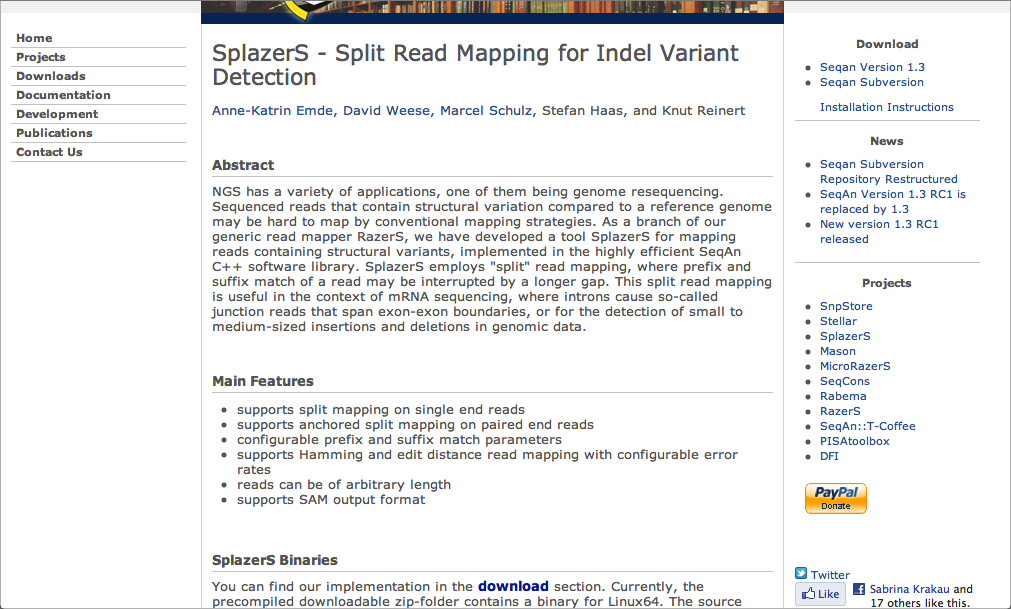 Home
Projects
Downloads
Documentation
Development
Publications
Contact Us
SplazerS - Split Read Mapping for Indel Variant
Detection
Anne-Katrin Emde, David Weese, Marcel Schulz, Stefan Haas, and Knut Reinert
Abstract
NGS has a variety of applications, one of them being genome resequencing.
Sequenced reads that contain structural variation compared to a reference genome
may be hard to map by conventional mapping strategies. As a branch of our
generic read mapper RazerS, we have developed a tool SplazerS for mapping
reads containing structural variants, implemented in the highly efficient SeqAn
C++ software library. SplazerS employs "split" read mapping, where prefix and
suffix match of a read may be interrupted by a longer gap. This split read mapping
is useful in the context of mRNA sequencing, where introns cause so-called
junction reads that span exon-exon boundaries, or for the detection of small to
medium-sized insertions and deletions in genomic data.
Main Features
supports split mapping on single end reads
supports anchored split mapping on paired end reads
configurable prefix and suffix match parameters
supports Hamming and edit distance read mapping with configurable error
rates
reads can be of arbitrary length
supports SAM output format
SplazerS Binaries
You can find our implementation in the download section. Currently, the
precompiled downloadable zip-folder contains a binary for Linux64. The source
Download
Seqan Version 1.3
Seqan Subversion
Installation Instructions
News
Seqan Subversion
Repository Restructured
SeqAn Version 1.3 RC1 is
replaced by 1.3
New version 1.3 RC1
released
Projects
SnpStore
Stellar
SplazerS
Mason
MicroRazerS
SeqCons
Rabema
RazerS
SeqAn::T-Coffee
PISAtoolbox
DFI
PayPal
Donate
Twitter
Like
Sabrina Krakau and
17 others like this.